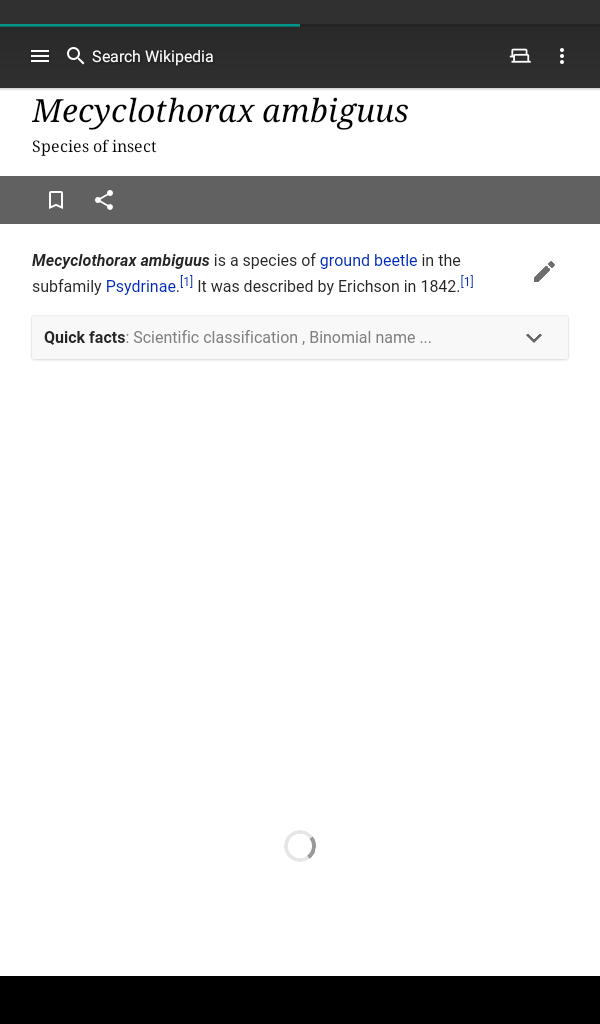 Search Wikipedia
Mecyclothorax ambiguus
Species of insect
Mecyclothorax ambiguus is a species of ground beetle in the
subfamily Psydrinae.[1] It was described by Erichson in 1842.[1]
Quick facts: Scientific classification , Binomial name ...